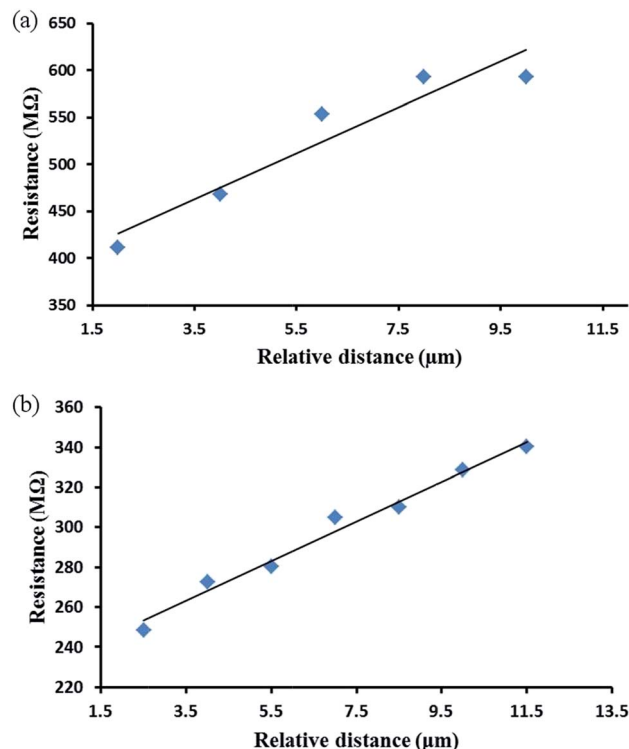 (a)
650
600
550
500
450
400
350
1.5 3.5 5.5 7.5 9.5 11.5
Resistance (MΩ)
Relative distance (µm)
(b)
360
340
320
300
280
260
240
220
1.5 3.5 5.5 7.5 9.5 11.5 13.5
Resistance (MΩ)
Relative distance (µm)